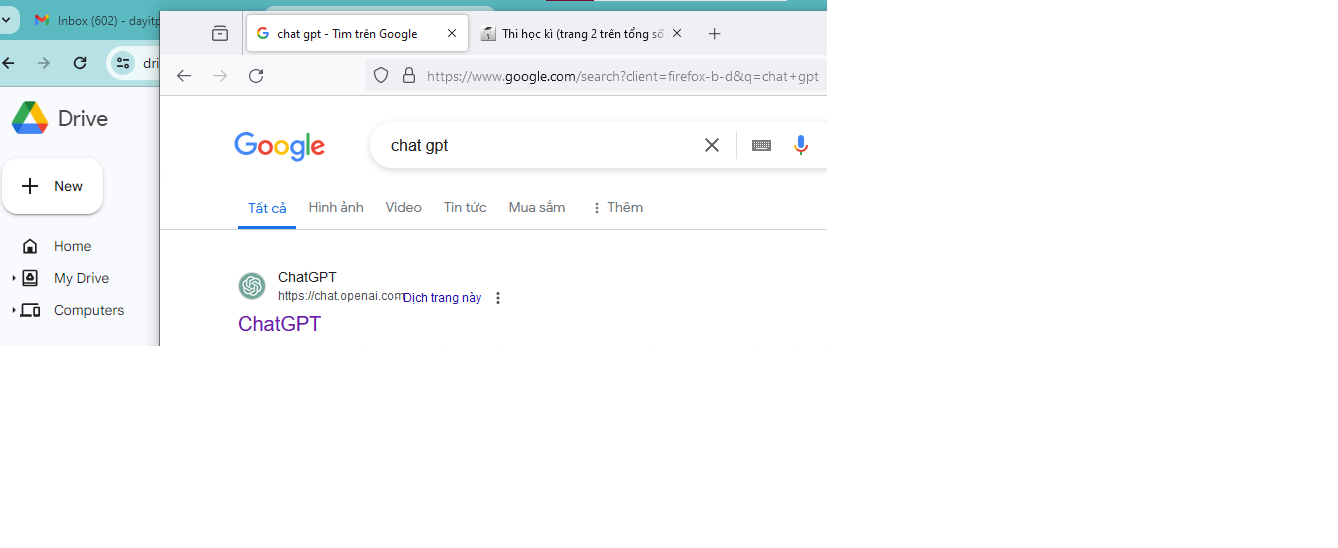 Inbox (602) - dayitp
chat gpt - Tìm trên Google
Thi học kì (trang 2 trên tổng số
dri
https://www.google.com/search?client=firefox-b-d&q=chat+gpt
Drive
Google
chat gpt
New
Tất cả
Hình ảnh
Video
Tin tức
Mua sắm
Thêm
Home
My Drive
Computers
ChatGPT
https://chat.openai.com
Dịch trang này
ChatGPT